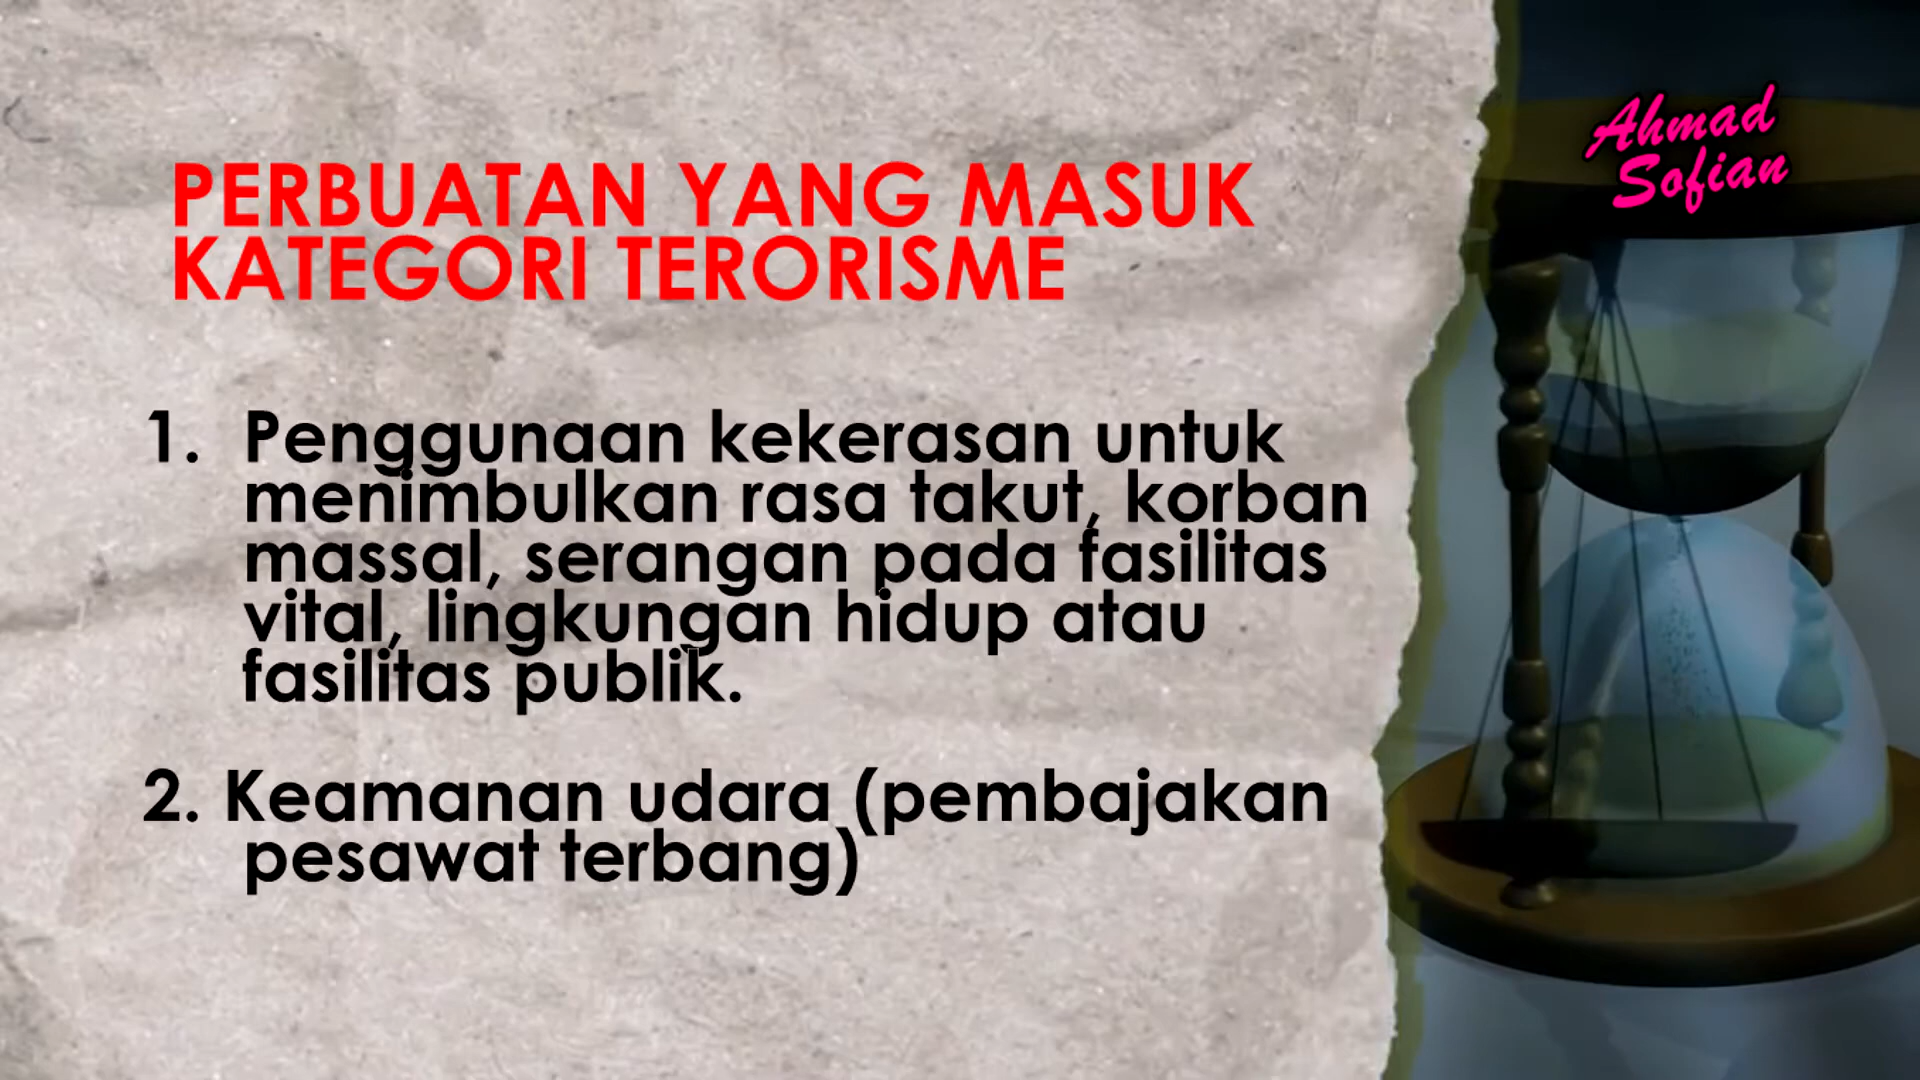 Ahmad
Sofian
PERBUATAN YANG MASUK
KATEGORI TERORISME
1. Penggunaan kekerasan untuk
menimbulkan rasa takut, korban
massal, serangan pada fasilitas
vital, lingkungan hidup atau
fasilitas publik.
2. Keamanan udara (pembajakan
pesawat terbang)